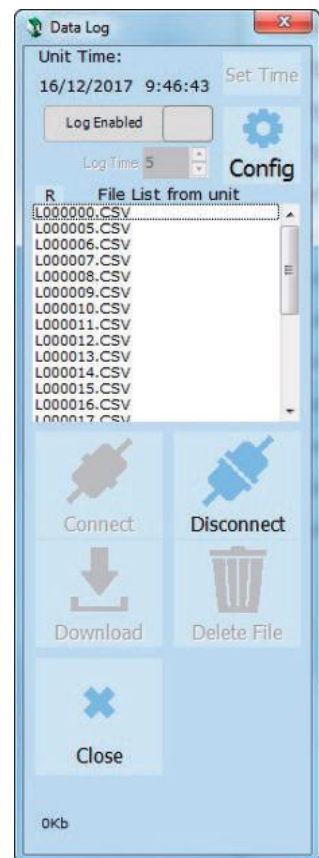 Data Log
Unit Time:
16/12/2017 9:46:43
Set Time
Log Enabled
Log Time 5
Config
R File List from unit
L000000.CSV
L000005.CSV
L000006.CSV
L000007.CSV
L000008.CSV
L000009.CSV
L000010.CSV
L000011.CSV
L000012.CSV
L000013.CSV
L000014.CSV
L000015.CSV
L000016.CSV
L000017.CSV
Connect Disconnect
Download Delete File
Close
0Kb